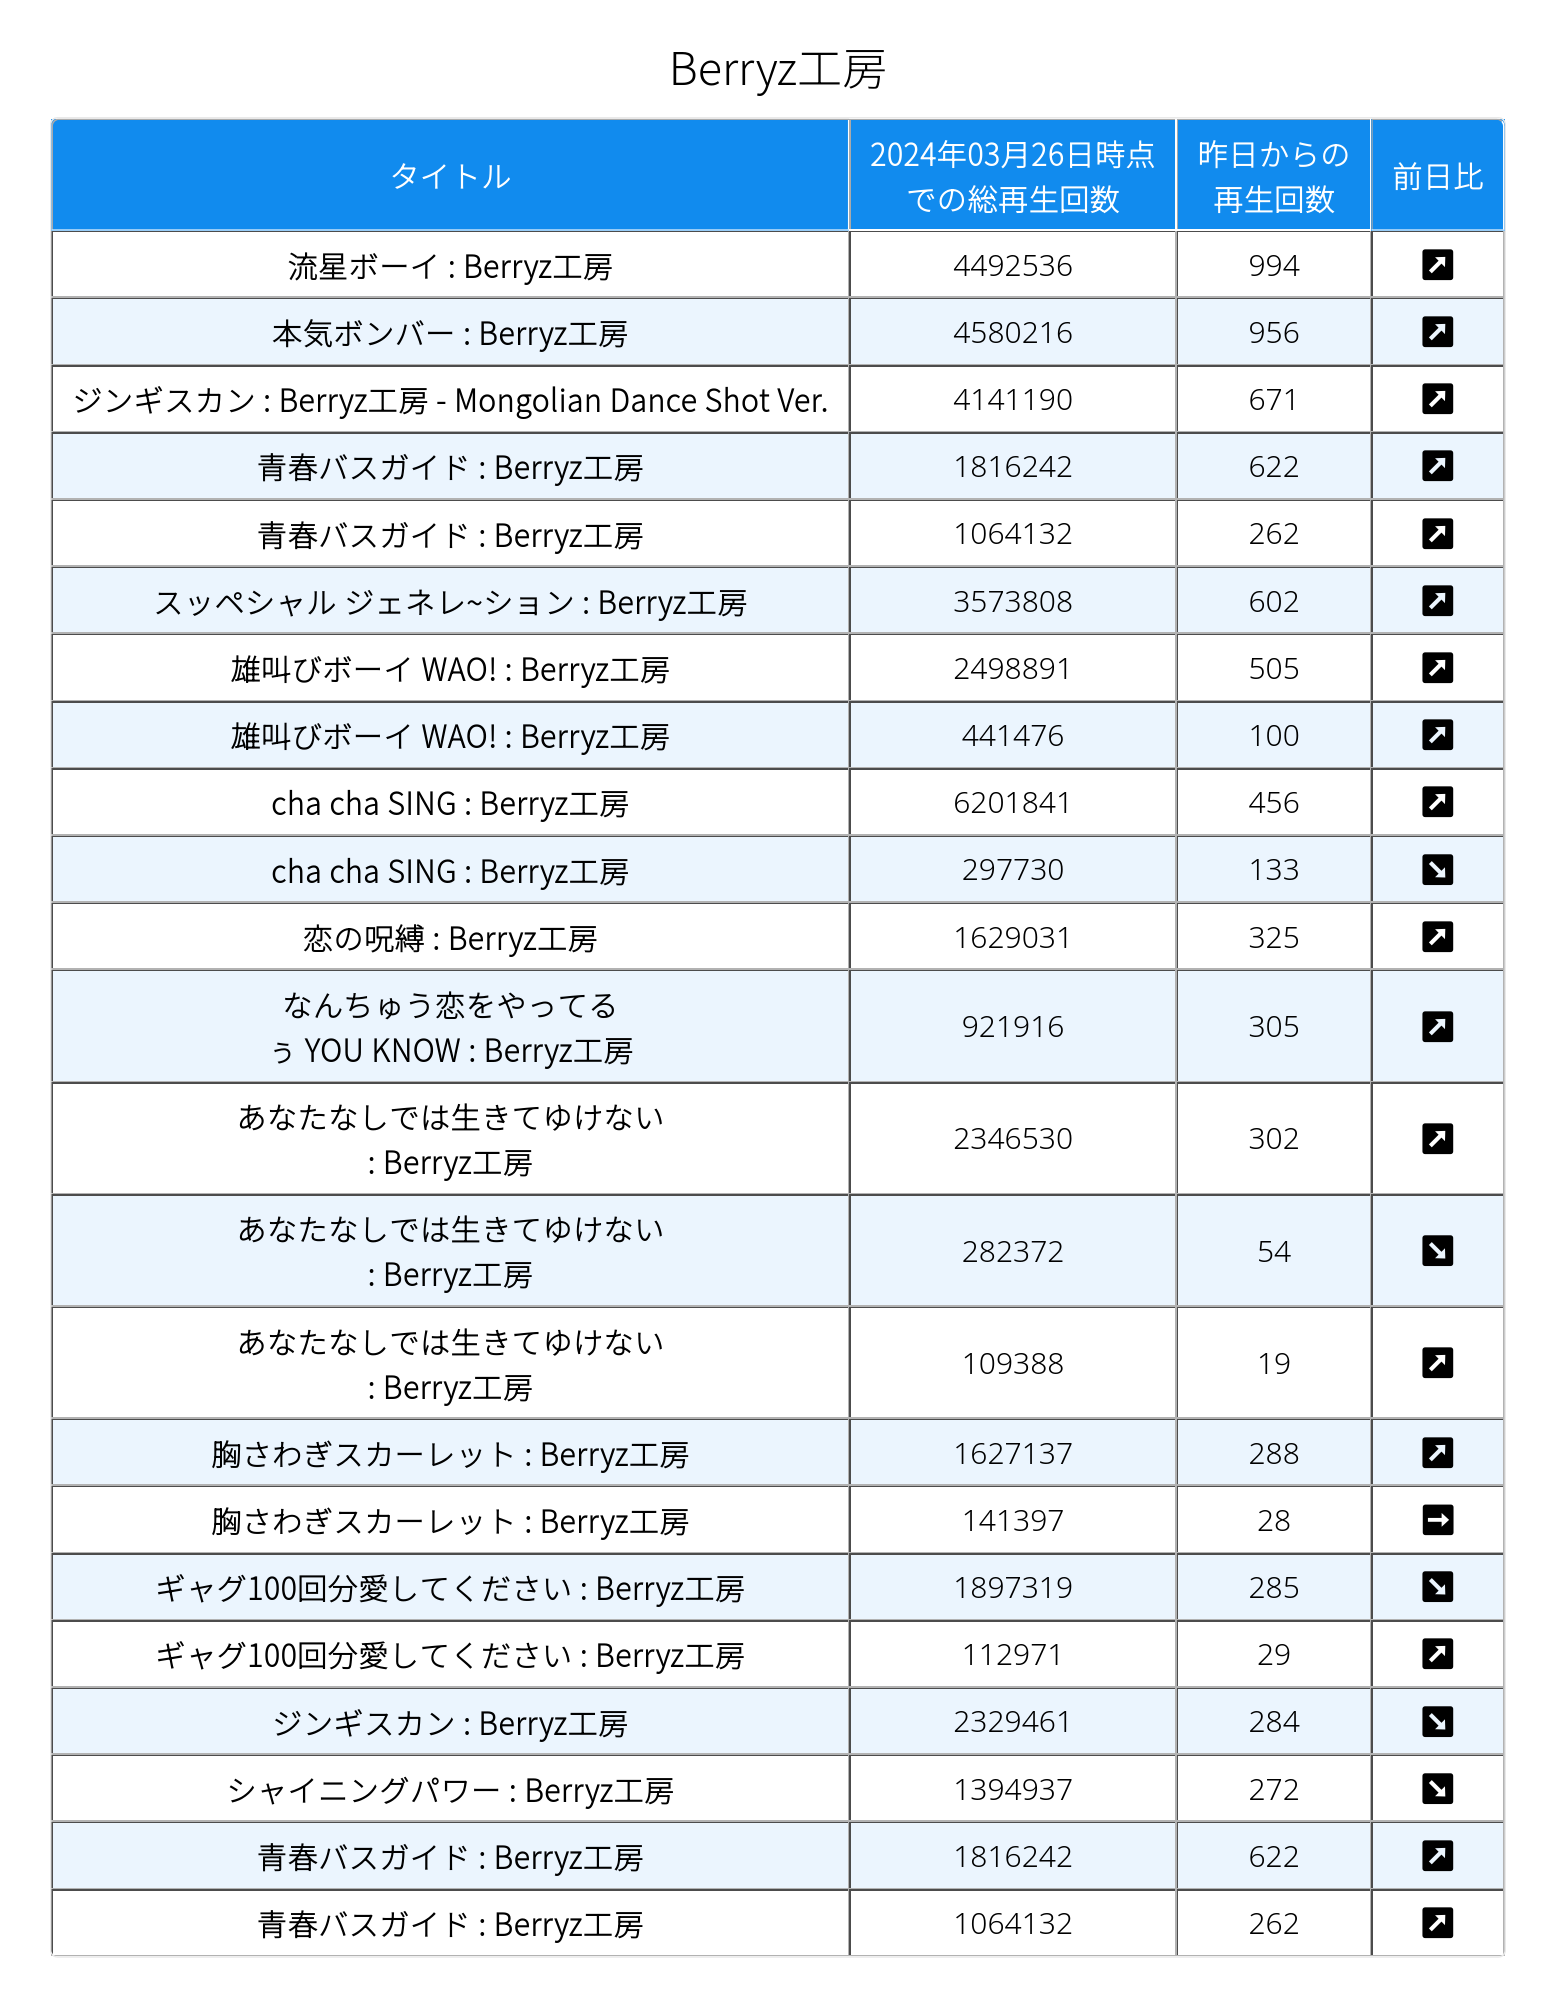 Berryz工房
タイトル
2024年03月26日時点
での総再生回数
昨日からの
再生回数
前日比
流星ボーイ : Berryz工房 4492536 994
本気ボンバー : Berryz工房 4580216 956
ジンギスカン : Berryz工房 - Mongolian Dance Shot Ver. 4141190 671
青春バスガイド : Berryz工房 1816242 622
青春バスガイド : Berryz工房 1064132 262
スッペシャル ジェネレ~ション : Berryz工房 3573808 602
雄叫びボーイ WAO! : Berryz工房 2498891 505
雄叫びボーイ WAO! : Berryz工房 441476 100
cha cha SING : Berryz工房 6201841 456
cha cha SING : Berryz工房 297730 133
恋の呪縛 : Berryz工房 1629031 325
なんちゅう恋をやってる
ぅ YOU KNOW : Berryz工房 921916 305
あなたなしでは生きてゆけない
: Berryz工房 2346530 302
あなたなしでは生きてゆけない
: Berryz工房 282372 54
あなたなしでは生きてゆけない
: Berryz工房 109388 19
胸さわぎスカーレット : Berryz工房 1627137 288
胸さわぎスカーレット : Berryz工房 141397 28
ギャグ100回分愛してください : Berryz工房 1897319 285
ギャグ100回分愛してください : Berryz工房 112971 29
ジンギスカン : Berryz工房 2329461 284
シャイニングパワー : Berryz工房 1394937 272
青春バスガイド : Berryz工房 1816242 622
青春バスガイド : Berryz工房 1064132 262